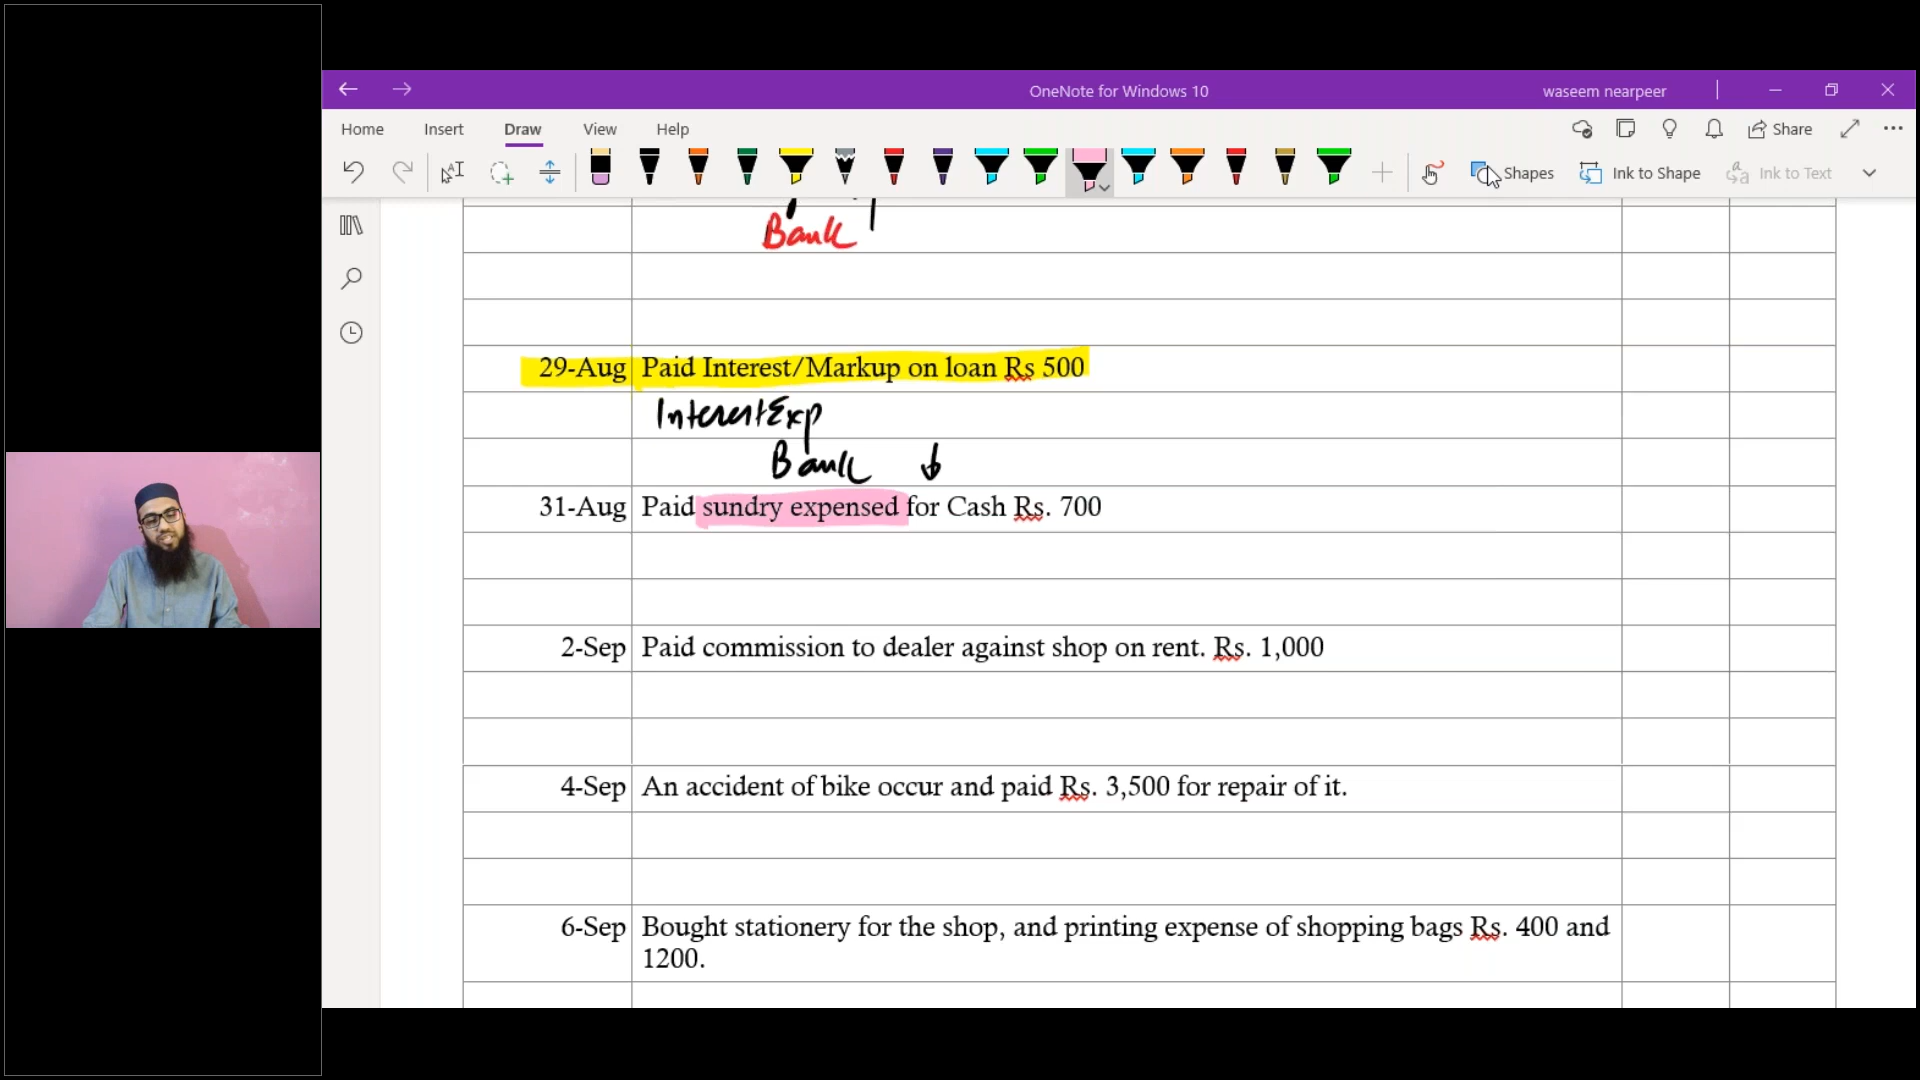 OneNote for Windows 10
waseem nearpeer
Home Insert Draw View Help
Share
Shapes Ink to Shape Ink to Text
Bank
29-Aug Paid Interest/Markup on loan Rs 500
Interest Exp
Bank
31-Aug Paid sundry expensed for Cash Rs. 700
2-Sep Paid commission to dealer against shop on rent. Rs. 1,000
4-Sep An accident of bike occur and paid Rs. 3,500 for repair of it.
6-Sep Bought stationery for the shop, and printing expense of shopping bags Rs. 400 and
1200.